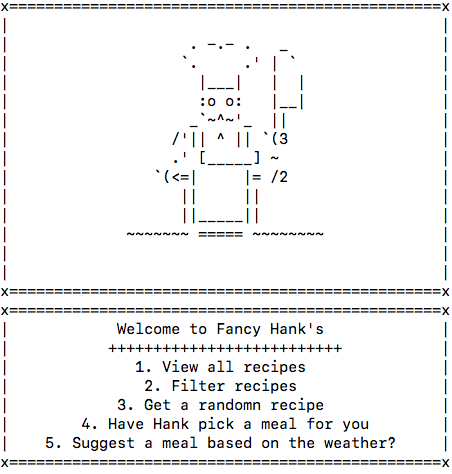 Welcome to Fancy Hank's
++++++++++++++++++++++++++
1. View all recipes
2. Filter recipes
3. Get a randomn recipe
4. Have Hank pick a meal for you
5. Suggest a meal based on the weather?